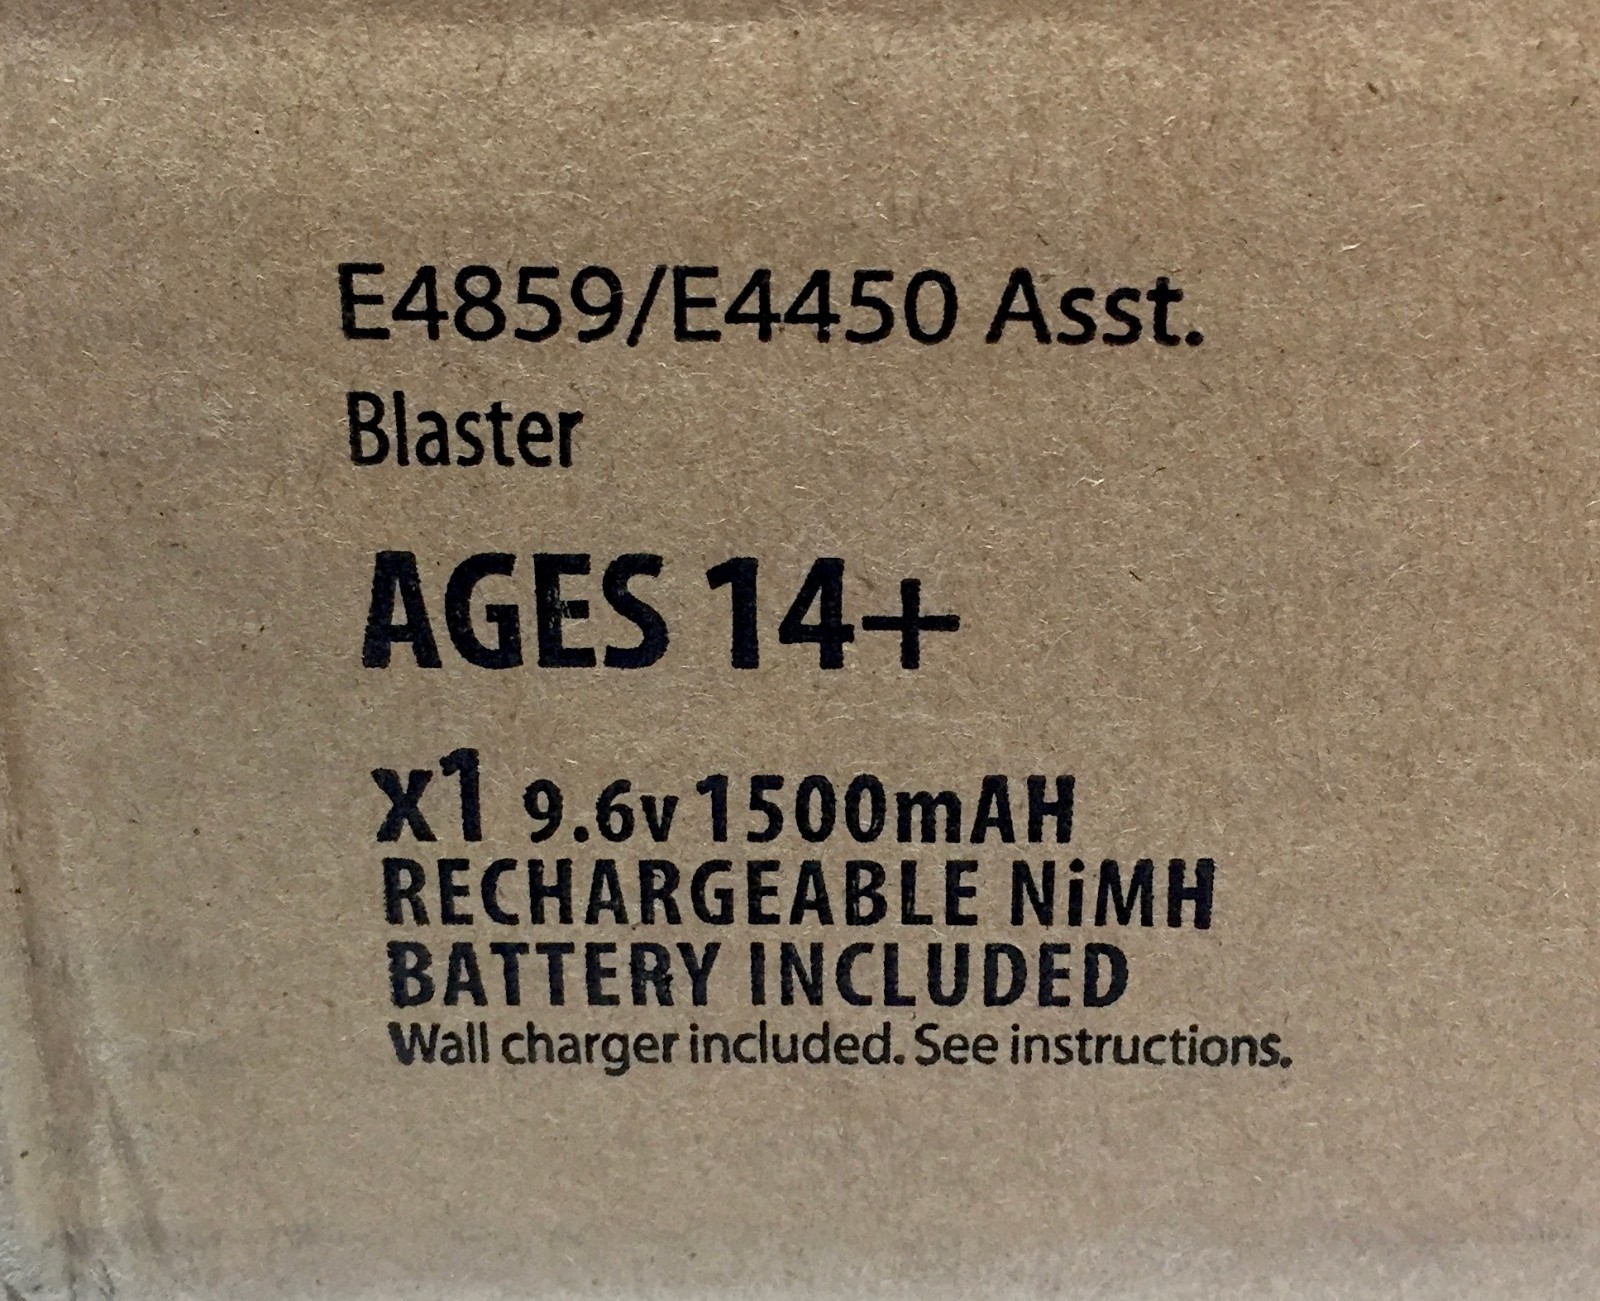 E4859/E4450 Asst.
Blaster
AGES 14+
x1 9.6v 1500mAH
RECHARGEABLE NiMH
BATTERY INCLUDED
Wall charger included. See instructions.